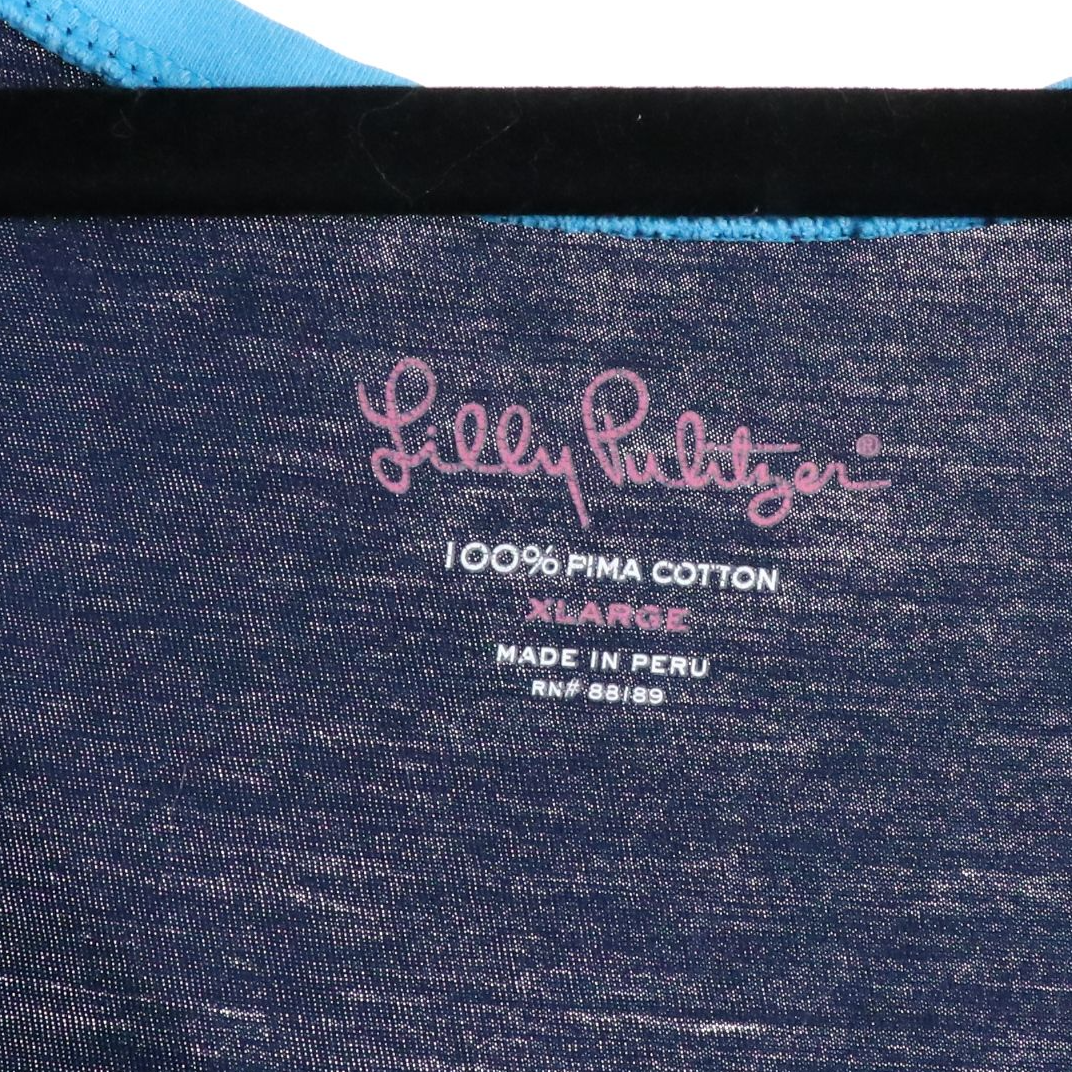 Lilly Pulitzer®
100% PIMA COTTON
XLARGE
MADE IN PERU
RN# 88189